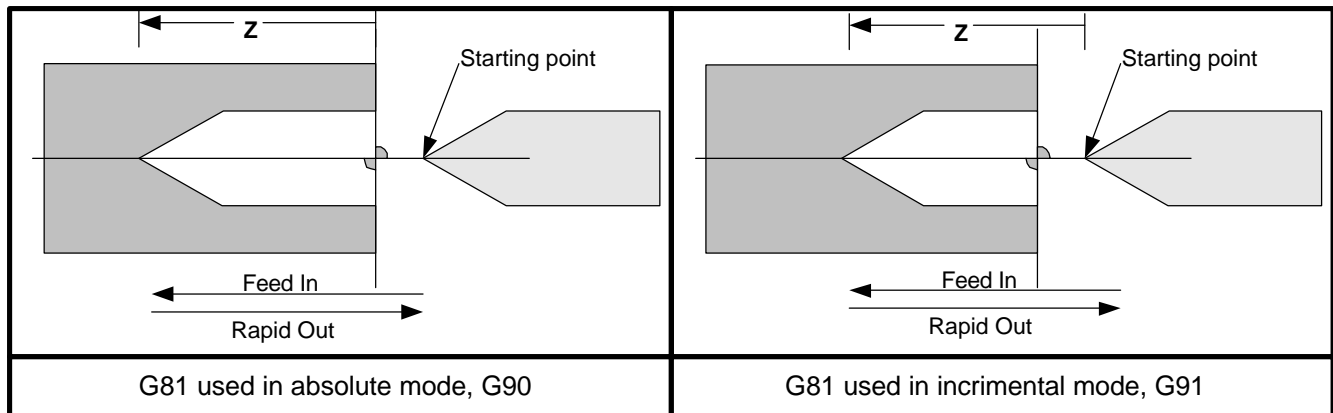 Z
Starting point
Feed In
Rapid Out
G81 used in absolute mode, G90
Z
Starting point
Feed In
Rapid Out
G81 used in incrimental mode, G91